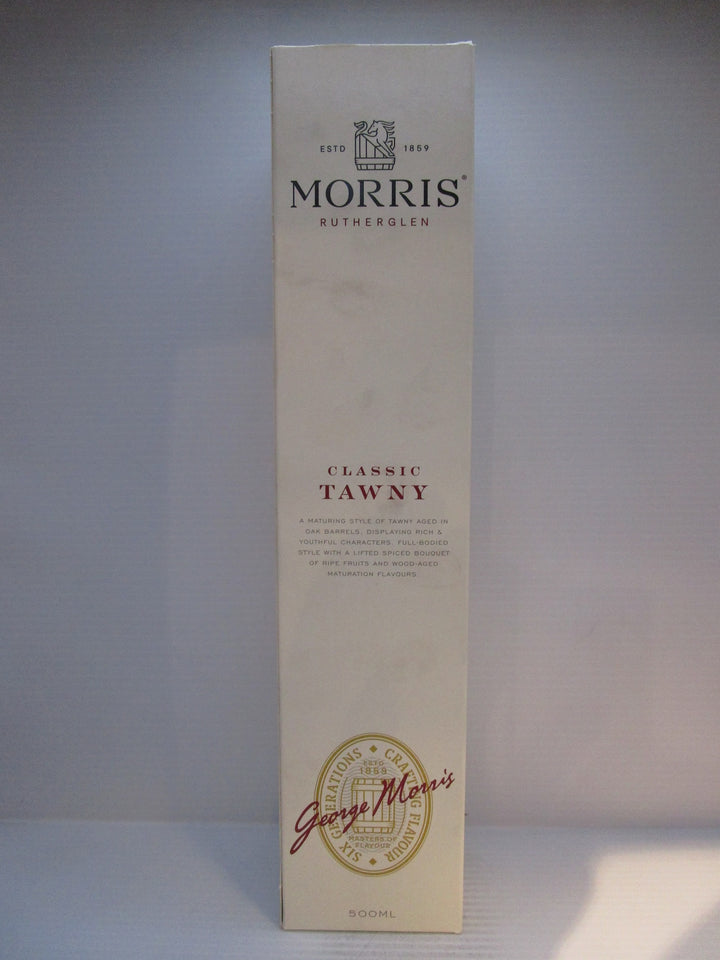 ESTD 1859
MORRIS®
RUTHERGLEN
CLASSIC
TAWNY
A MATURING STYLE OF TAWNY AGED IN
OAK BARRELS, DISPLAYING RICH &
YOUTHFUL CHARACTERS. FULL-BODIED
STYLE WITH A LIFTED SPICED BOUQUET
OF RIPE FRUITS AND WOOD-AGED
MATURATION FLAVOURS.
SIX GENERATIONS ◆ CRAFTING FLAVOUR ◆
ESTD
1859
George Morris
MASTERS OF
FLAVOUR
500ML